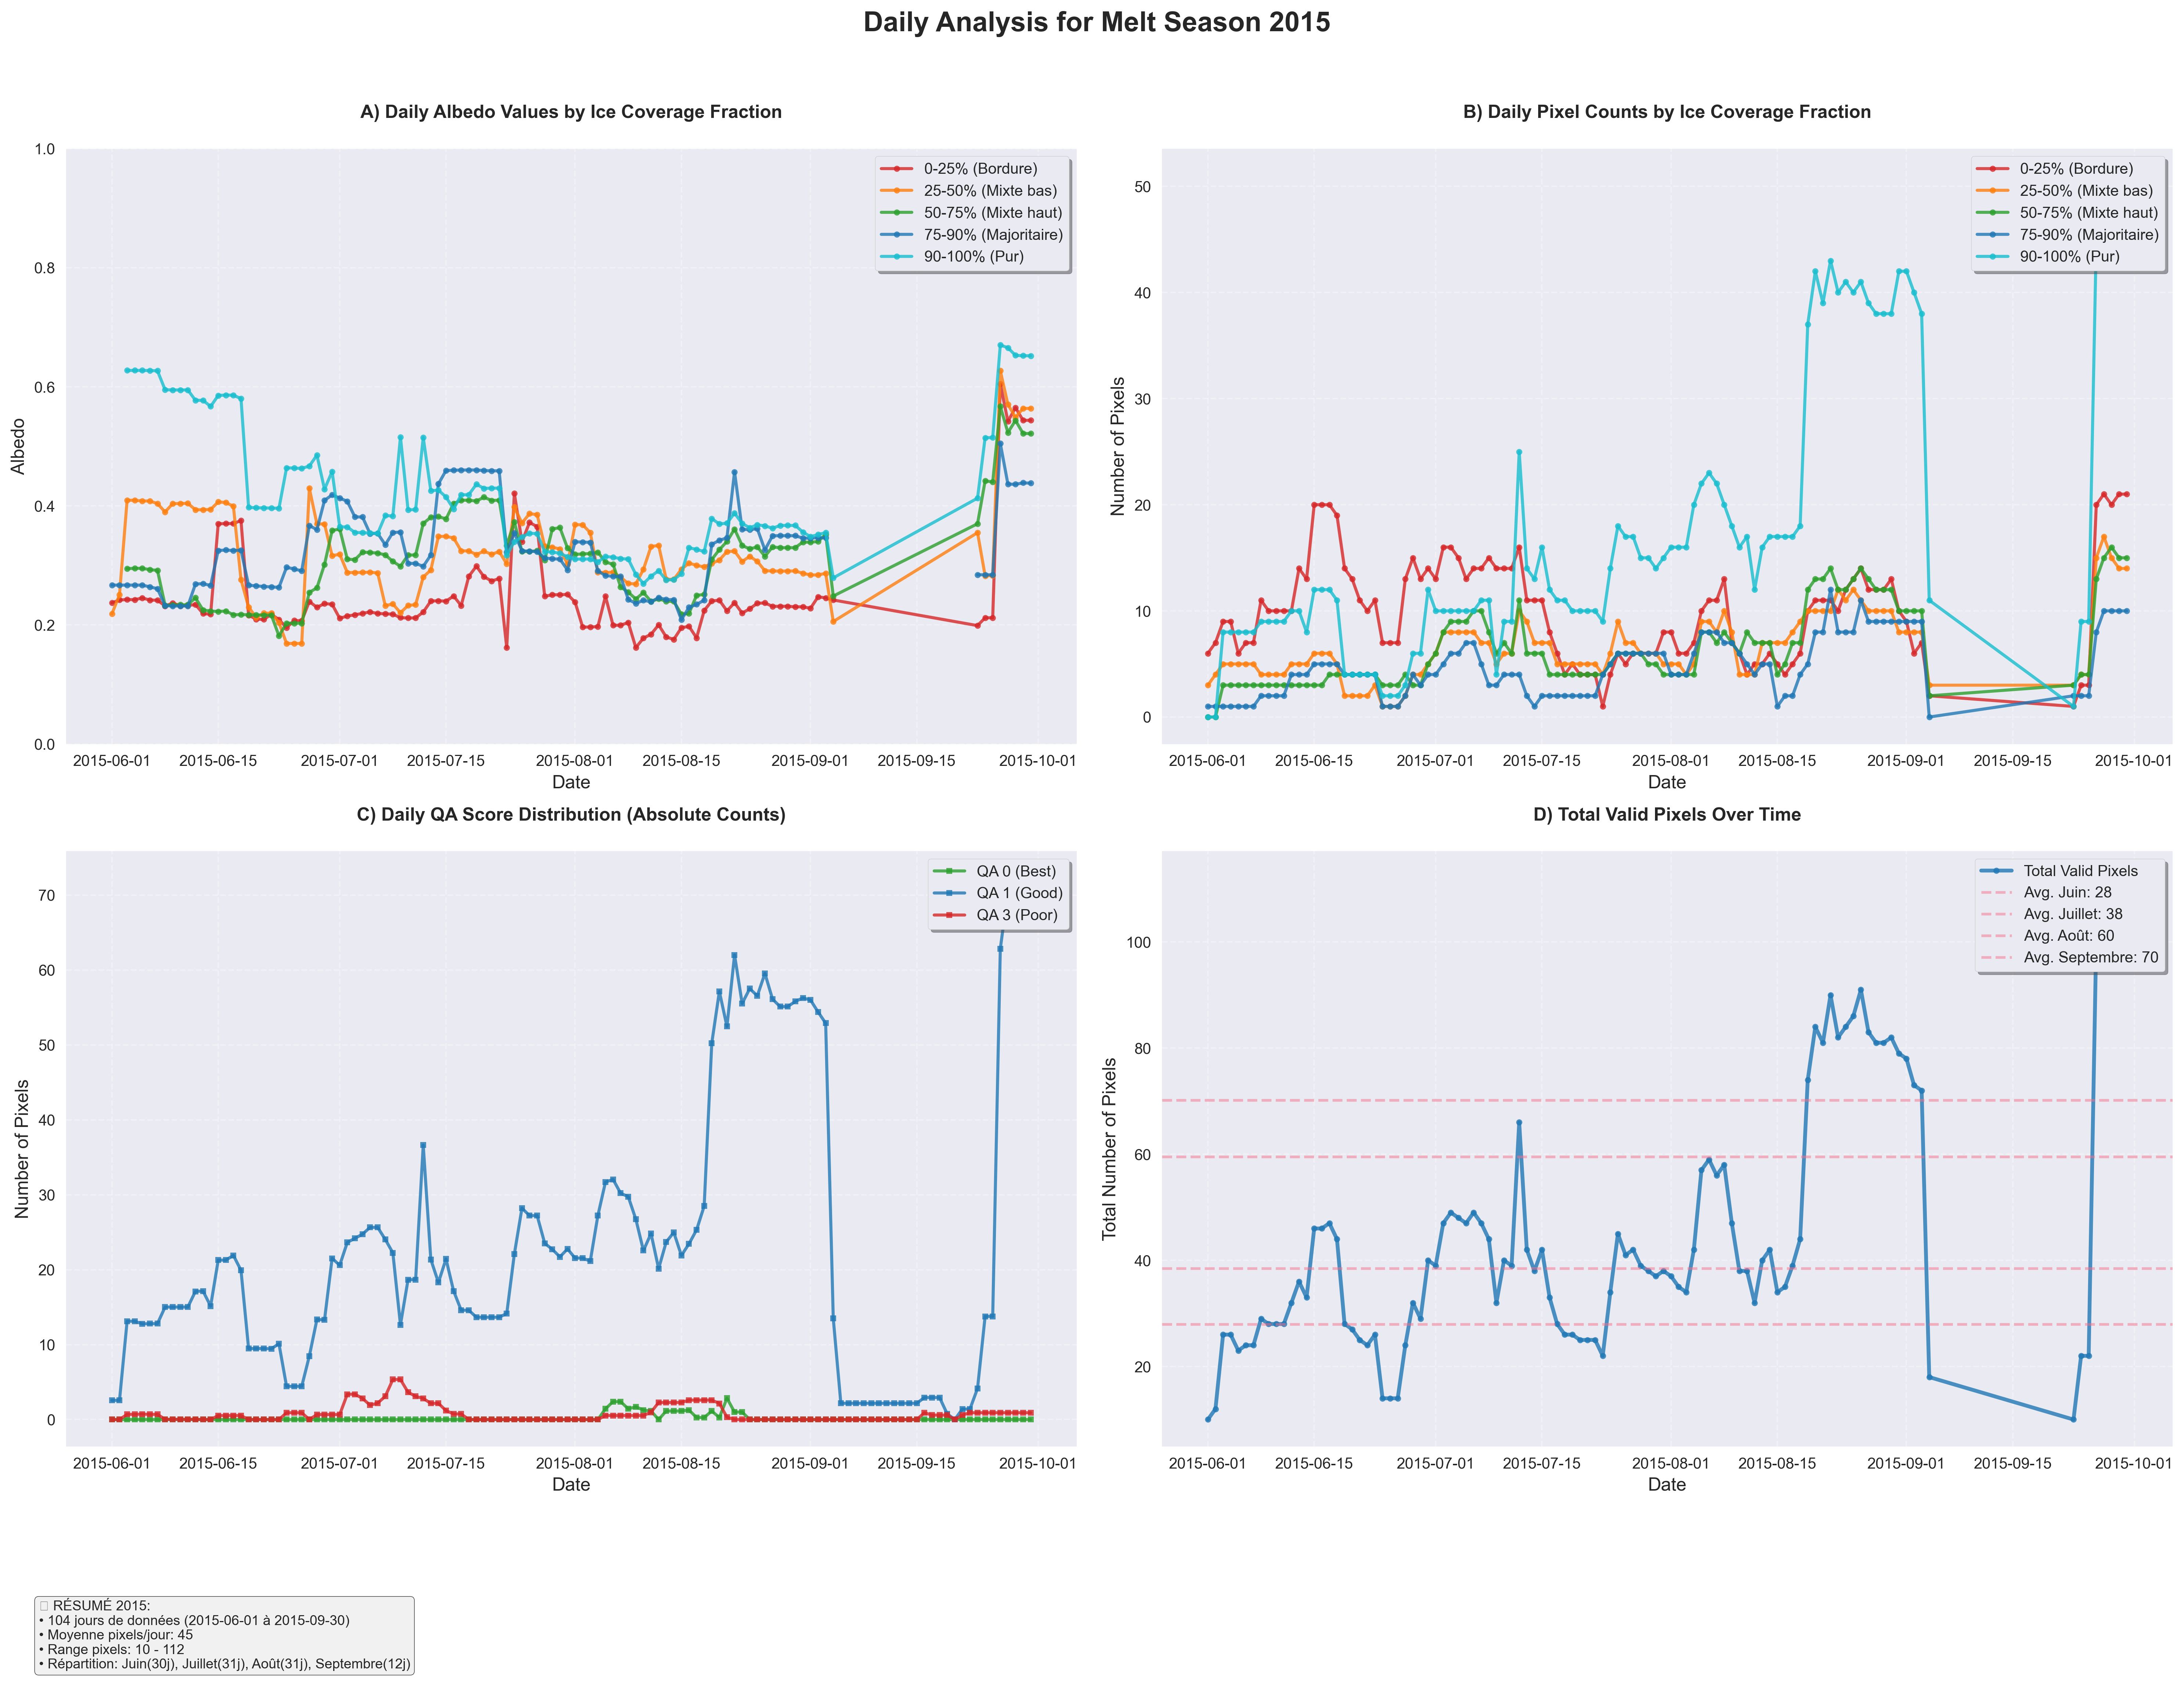 Daily Analysis for Melt Season 2015
A) Daily Albedo Values by Ice Coverage Fraction
1.0
0.8
0.6
0.4
0.2
0.0
Albedo
0-25% (Bordure)
25-50% (Mixte bas)
50-75% (Mixte haut)
75-90% (Majoritaire)
90-100% (Pur)
2015-06-01 2015-06-15 2015-07-01 2015-07-15 2015-08-01 2015-08-15 2015-09-01 2015-09-15 2015-10-01
Date
B) Daily Pixel Counts by Ice Coverage Fraction
50
40
30
20
10
0
Number of Pixels
0-25% (Bordure)
25-50% (Mixte bas)
50-75% (Mixte haut)
75-90% (Majoritaire)
90-100% (Pur)
2015-06-01 2015-06-15 2015-07-01 2015-07-15 2015-08-01 2015-08-15 2015-09-01 2015-09-15 2015-10-01
Date
C) Daily QA Score Distribution (Absolute Counts)
70
60
50
40
30
20
10
0
Number of Pixels
QA 0 (Best)
QA 1 (Good)
QA 3 (Poor)
2015-06-01 2015-06-15 2015-07-01 2015-07-15 2015-08-01 2015-08-15 2015-09-01 2015-09-15 2015-10-01
Date
D) Total Valid Pixels Over Time
100
80
60
40
20
Total Number of Pixels
Total Valid Pixels
Avg. Juin: 28
Avg. Juillet: 38
Avg. Août: 60
Avg. Septembre: 70
2015-06-01 2015-06-15 2015-07-01 2015-07-15 2015-08-01 2015-08-15 2015-09-01 2015-09-15 2015-10-01
Date
RÉSUMÉ 2015:
• 104 jours de données (2015-06-01 à 2015-09-30)
• Moyenne pixels/jour: 45
• Range pixels: 10 - 112
• Répartition: Juin(30j), Juillet(31j), Août(31j), Septembre(12j)